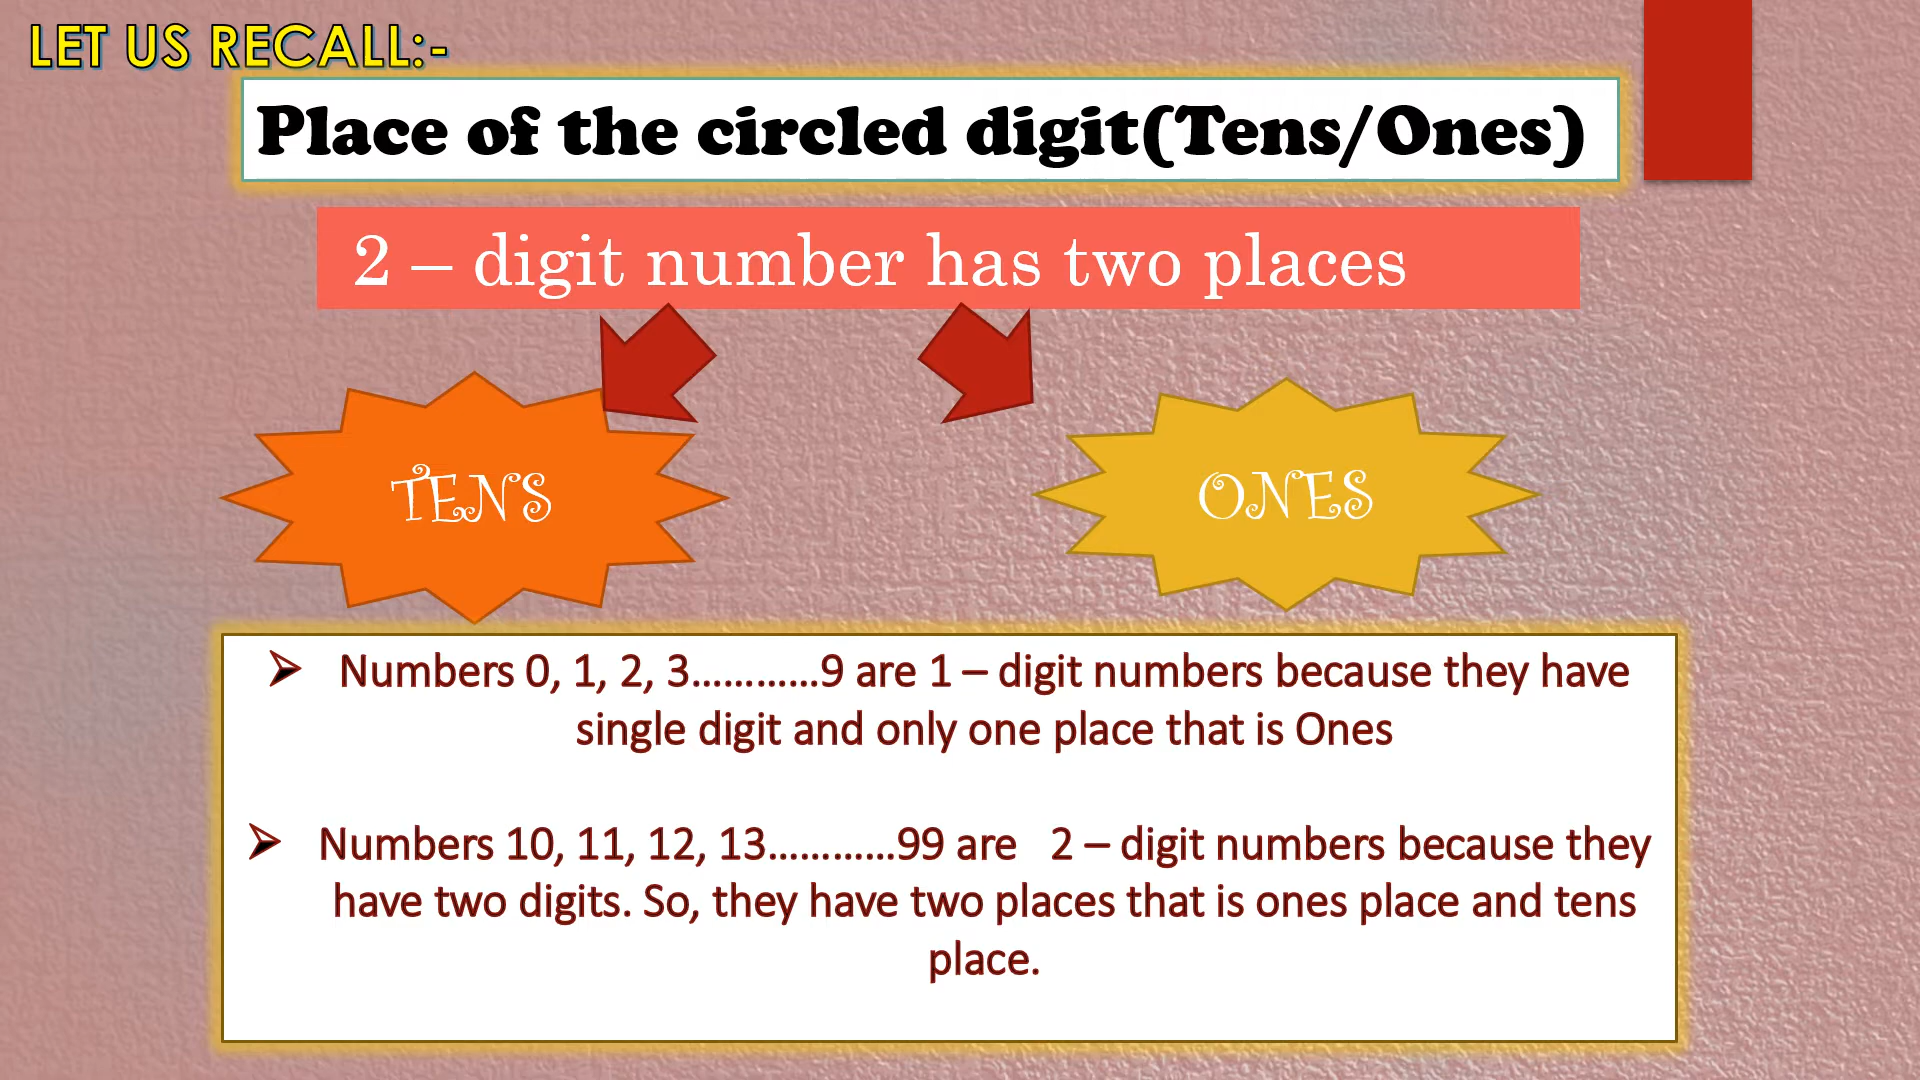 LET US RECALL:-
Place of the circled digit(Tens/Ones)
2 – digit number has two places
TENS
ONES
➢ Numbers 0, 1, 2, 3…………9 are 1 – digit numbers because they have
single digit and only one place that is Ones
➢ Numbers 10, 11, 12, 13…………99 are 2 – digit numbers because they
have two digits. So, they have two places that is ones place and tens
place.